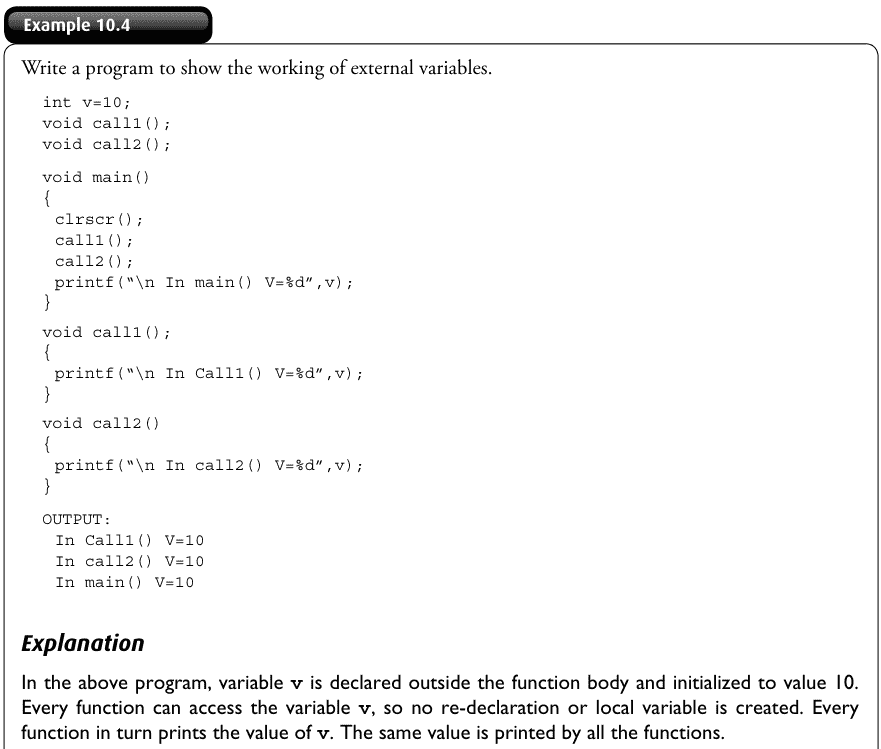 Example 10.4
Write a program to show the working of external variables.
int v=10;
void call1();
void call2();
void main()
{
clrscr();
call1();
call2();
printf(“\n In main() V=%d”,v);
}
void call1();
{
printf(“\n In Call1() V=%d”,v);
}
void call2()
{
printf(“\n In call2() V=%d”,v);
}
OUTPUT:
In Call1() V=10
In call2() V=10
In main() V=10
Explanation
In the above program, variable v is declared outside the function body and initialized to value 10.
Every function can access the variable v, so no re-declaration or local variable is created. Every
function in turn prints the value of v. The same value is printed by all the functions.